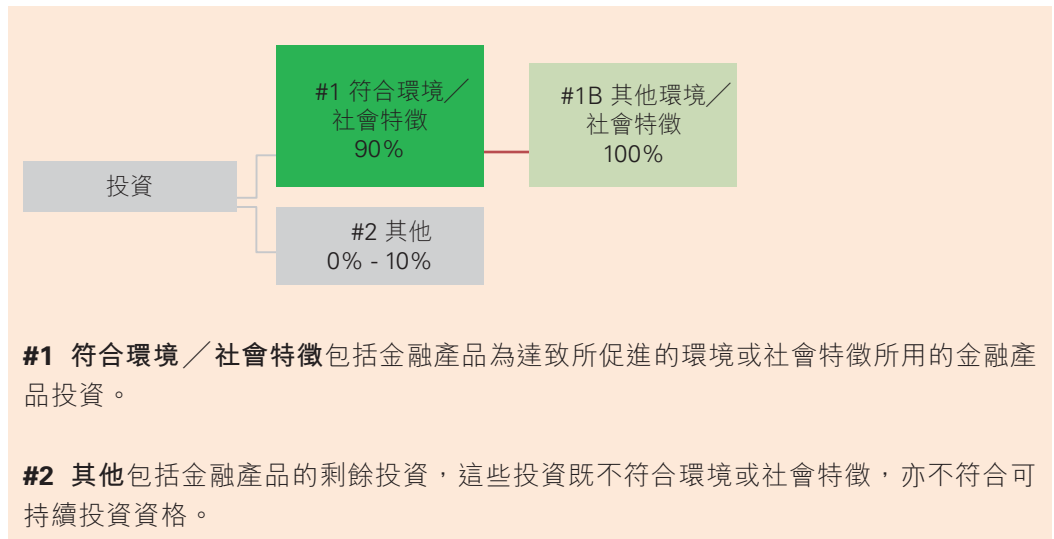 投資
#1 符合環境／
社會特徵
90%
#1B 其他環境／
社會特徵
100%
#2 其他
0% - 10%
#1 符合環境／社會特徵包括金融產品為達致所促進的環境或社會特徵所用的金融產
品投資。
#2 其他包括金融產品的剩餘投資，這些投資既不符合環境或社會特徵，亦不符合可
持續投資資格。